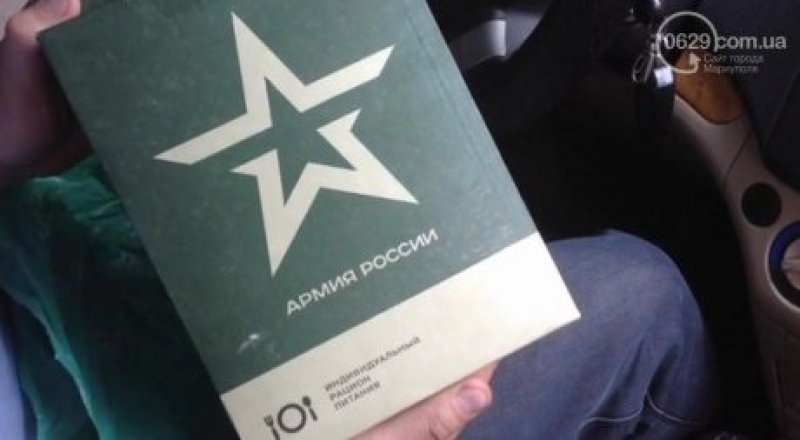 0629.com.ua
Сайт города
Мариуполя
АРМИЯ РОССИИ
ИНДИВИДУАЛЬНЫЙ
РАЦИОН
ПИТАНИЯ